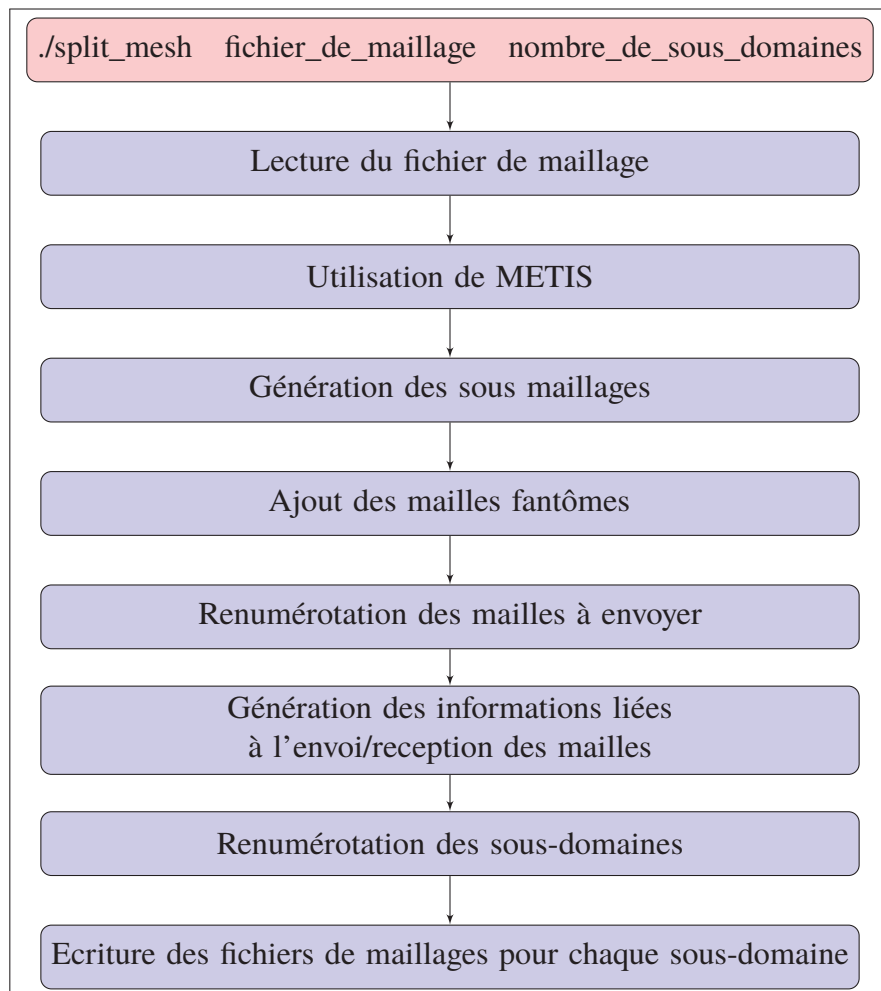 ./split_mesh fichier_de_maillage nombre_de_sous_domaines
Lecture du fichier de maillage
Utilisation de METIS
Génération des sous maillages
Ajout des mailles fantômes
Renumérotation des mailles à envoyer
Génération des informations liées
à l'envoi/reception des mailles
Renumérotation des sous-domaines
Ecriture des fichiers de maillages pour chaque sous-domaine